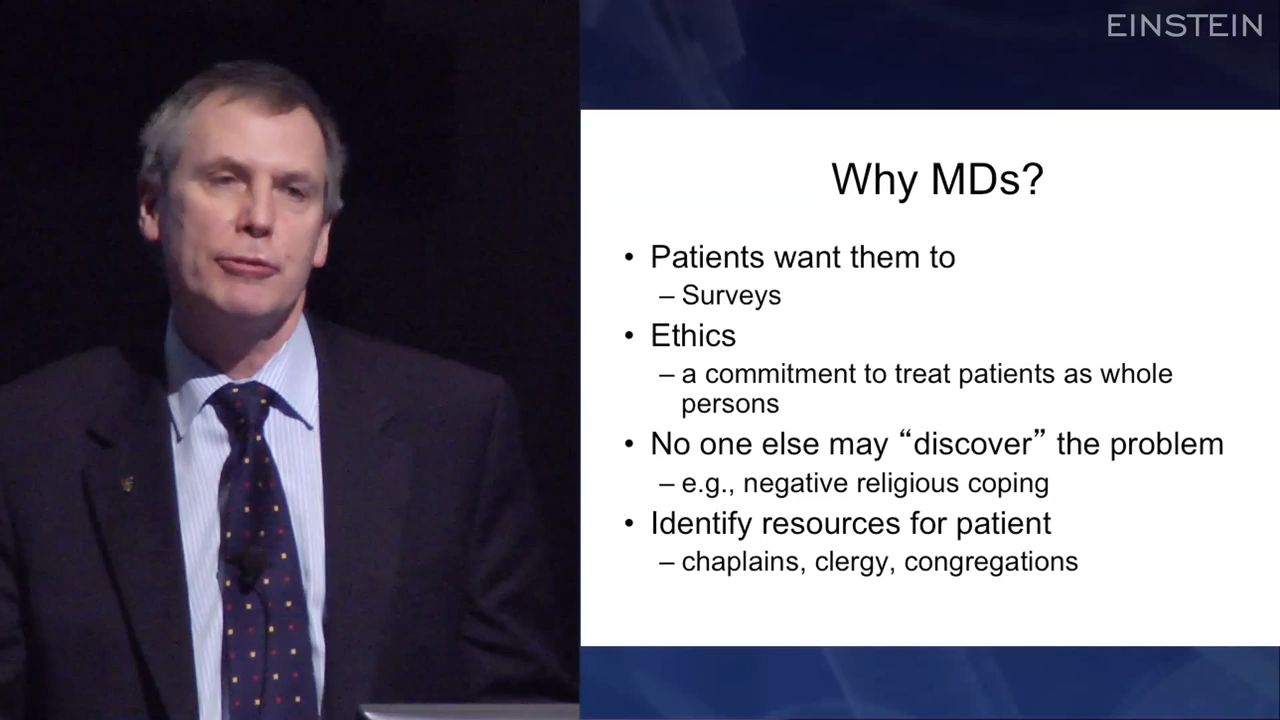 EINSTEIN
Why MDs?
• Patients want them to
– Surveys
• Ethics
– a commitment to treat patients as whole
persons
• No one else may “discover” the problem
– e.g., negative religious coping
• Identify resources for patient
– chaplains, clergy, congregations